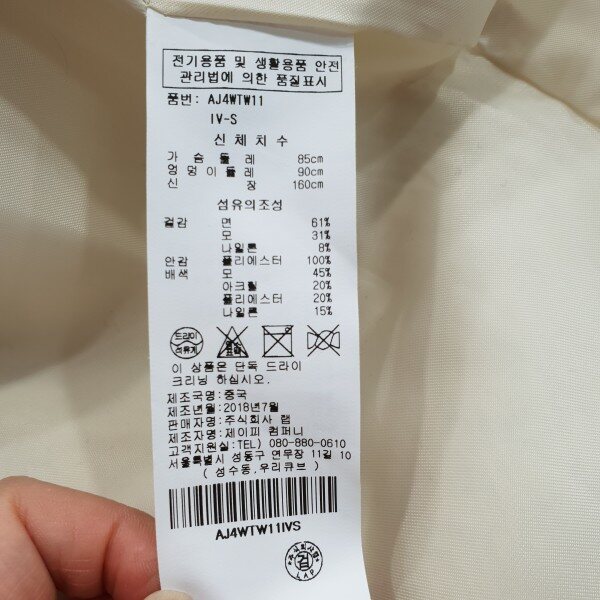 전기용품 및 생활용품 안전
관리법에 의한 품질표시
품번: AJ4WTW11
IV-S
신체치수
가슴둘레 85cm
엉덩이둘레 90cm
신장 160cm
섬유의조성
겉감 면 61%
모 31%
나일론 8%
안감 폴리에스터 100%
배색 모 45%
아크릴 20%
폴리에스터 20%
나일론 15%
드라이
석유계
이 상품은 단독 드라이
크리닝 하십시오.
제조국명:중국
제조년월:2018년7월
판매자명:주식회사 랩
제조자명:제이피 컴퍼니
고객지원실:TEL) 080-880-0610
서울특별시 성동구 연무장 11길 10
(성수동,우리큐브)
AJ4WTW11IVS
검
LAP